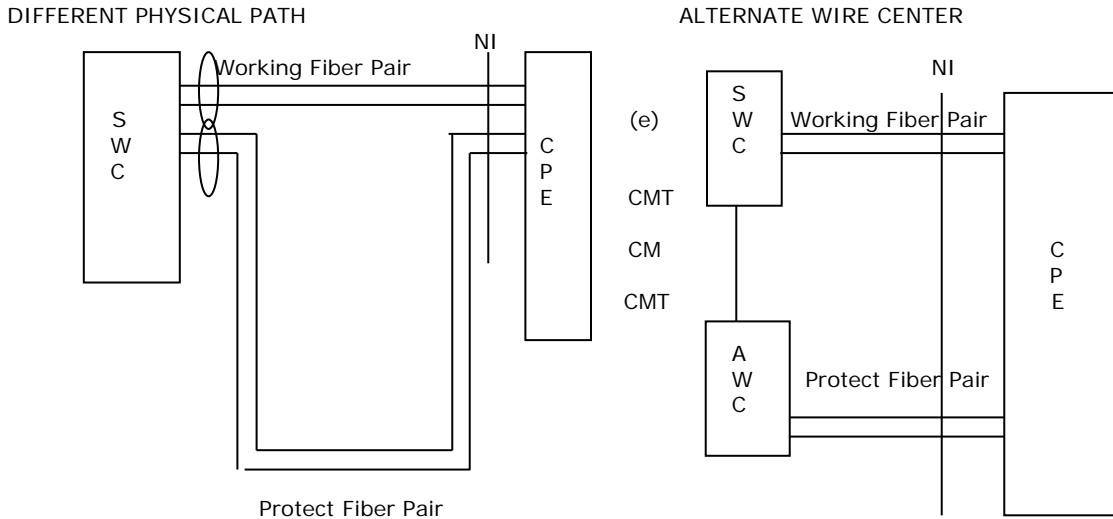 DIFFERENT PHYSICAL PATH
NI
Working Fiber Pair
S
W
C
C
P
E
Protect Fiber Pair
ALTERNATE WIRE CENTER
NI
S
W
C
(e)
Working Fiber Pair
CMT
CM
CMT
C
P
E
A
W
C
Protect Fiber Pair